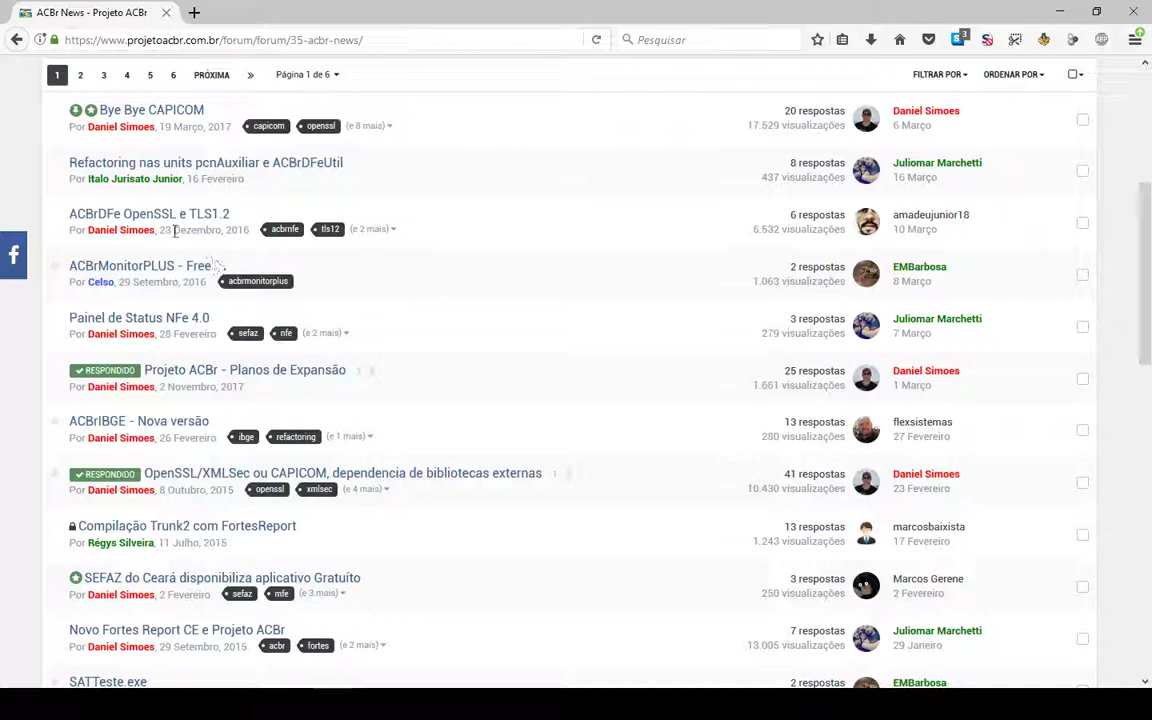 ACBr News - Projeto ACBr
https://www.projetoacbr.com.br/forum/forum/35-acbr-news/
Pesquisar
3
1 2 3 4 5 6 PRÓXIMA Página 1 de 6
FILTRAR POR ORDENAR POR
Bye Bye CAPICOM
Por Daniel Simoes, 19 Março, 2017 capicom openssl (e 8 mais)
20 respostas
17.529 visualizações
Daniel Simoes
6 Março
Refactoring nas units pcnAuxiliar e ACBrDFeUtil
Por Italo Jurisato Junior, 16 Fevereiro
8 respostas
437 visualizações
Juliomar Marchetti
16 Março
ACBrDFe OpenSSL e TLS1.2
Por Daniel Simoes, 23 Dezembro, 2016 acbrnfe tls12 (e 2 mais)
6 respostas
6.532 visualizações
amadeujunior18
10 Março
ACBrMonitorPLUS - Free
Por Celso, 29 Setembro, 2016 acbrmonitorplus
2 respostas
1.063 visualizações
EMBarbosa
8 Março
Painel de Status NFe 4.0
Por Daniel Simoes, 28 Fevereiro sefaz nfe (e 2 mais)
3 respostas
279 visualizações
Juliomar Marchetti
7 Março
RESPONDIDO Projeto ACBr - Planos de Expansão
Por Daniel Simoes, 2 Novembro, 2017
25 respostas
1.661 visualizações
Daniel Simoes
1 Março
ACBrIBGE - Nova versão
Por Daniel Simoes, 26 Fevereiro ibge refactoring (e 1 mais)
13 respostas
280 visualizações
flexsistemas
27 Fevereiro
RESPONDIDO OpenSSL/XMLSec ou CAPICOM, dependencia de bibliotecas externas
Por Daniel Simoes, 8 Outubro, 2015 openssl xmlsec (e 4 mais)
41 respostas
10.430 visualizações
Daniel Simoes
23 Fevereiro
Compilação Trunk2 com FortesReport
Por Régys Silveira, 11 Julho, 2015
13 respostas
1.243 visualizações
marcosbaixista
17 Fevereiro
SEFAZ do Ceará disponibiliza aplicativo Gratuíto
Por Daniel Simoes, 2 Fevereiro sefaz mfe (e 3 mais)
3 respostas
250 visualizações
Marcos Gerene
2 Fevereiro
Novo Fortes Report CE e Projeto ACBr
Por Daniel Simoes, 29 Setembro, 2015 acbr fortes (e 2 mais)
7 respostas
13.005 visualizações
Juliomar Marchetti
29 Janeiro
SATTeste.exe
2 respostas
EMBarbosa